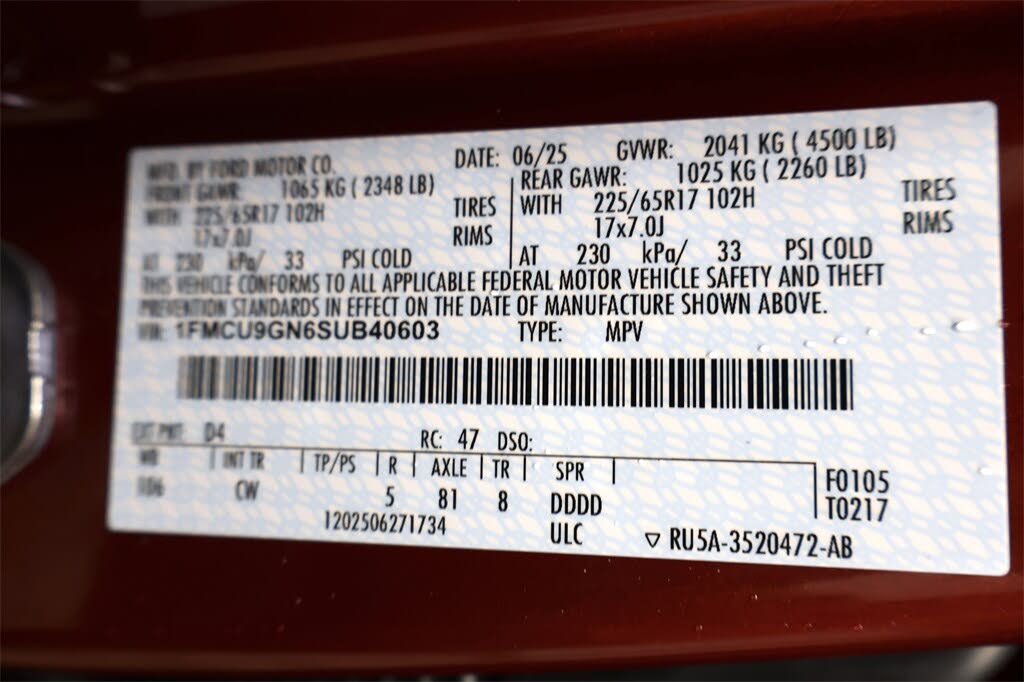 MFD. BY FORD MOTOR CO. DATE: 06/25 GVWR: 2041 KG ( 4500 LB)
FRONT GAWR: 1065 KG ( 2348 LB) REAR GAWR: 1025 KG ( 2260 LB)
WITH 225/65R17 102H TIRES WITH 225/65R17 102H TIRES
17x7.0J RIMS 17x7.0J RIMS
AT 230 kPa/ 33 PSI COLD AT 230 kPa/ 33 PSI COLD
THIS VEHICLE CONFORMS TO ALL APPLICABLE FEDERAL MOTOR VEHICLE SAFETY AND THEFT
PREVENTION STANDARDS IN EFFECT ON THE DATE OF MANUFACTURE SHOWN ABOVE.
VIN: 1FMCU9GN6SUB40603 TYPE: MPV
EXT PNT: D4 RC: 47 DSO:
WB INT TR TP/PS R AXLE TR SPR F0105
106 CW 5 81 8 DDDD T0217
1202506271734 ULC ▽ RU5A-3520472-AB